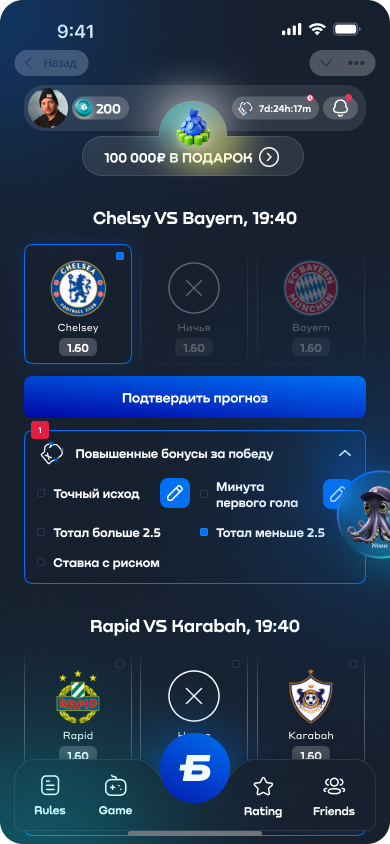 9:41
Назад
200
7d:24h:17m
100 000₽ В ПОДАРОК
Chelsy VS Bayern, 19:40
CHELSEA
FOOTBALL CLUB
FC BAYERN
MÜNCHEN
Chelsey
Ничья
Bayern
1.60
1.60
1.60
Подтвердить прогноз
1
Повышенные бонусы за победу
Точный исход
Минута
первого гола
Тотал больше 2.5
Тотал меньше 2.5
Ставка с риском
Rapid VS Karabah, 19:40
RAPID
Rapid
Karabah
1.60
1.60
Б
Rules
Game
Rating
Friends